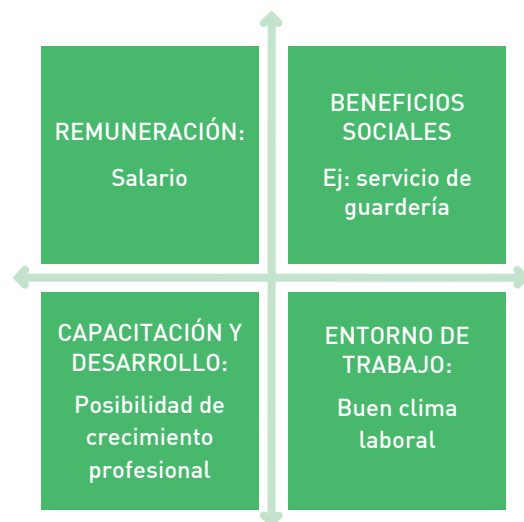 REMUNERACIÓN:
Salario
BENEFICIOS
SOCIALES
Ej: servicio de
guardería
CAPACITACIÓN Y
DESARROLLO:
Posibilidad de
crecimiento
profesional
ENTORNO DE
TRABAJO:
Buen clima
laboral